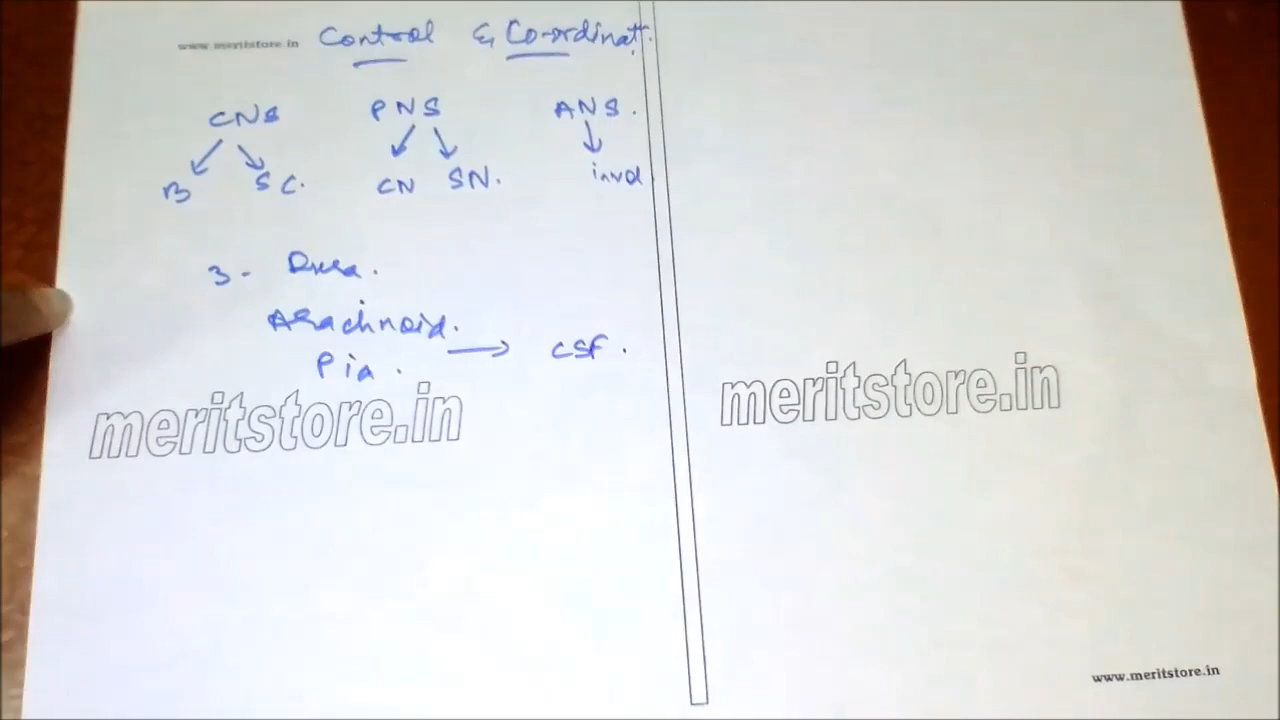 www.meritstore.in Control & Co-ordinatn.
CNS PNS ANS.
B SC. CN SN. invol
3- Dura.
Arachnoid.
Pia. → CSF.
meritstore.in meritstore.in
www.meritstore.in